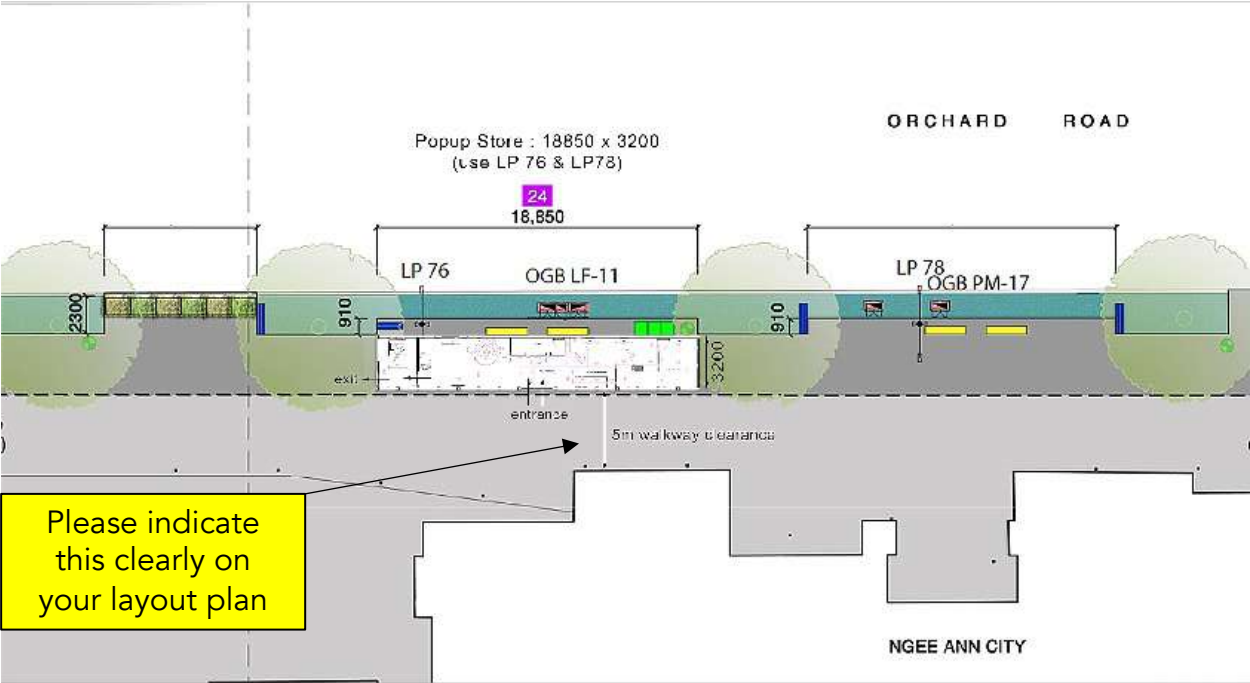 ORCHARD ROAD
Popup Store : 18850 x 3200
(use LP 76 & LP78)
24
18,850
LP 76
OGB LF-11
LP 78
OGB PM-17
2300
910
910
3200
exit
entrance
5m walkway clearance
Please indicate
this clearly on
your layout plan
NGEE ANN CITY